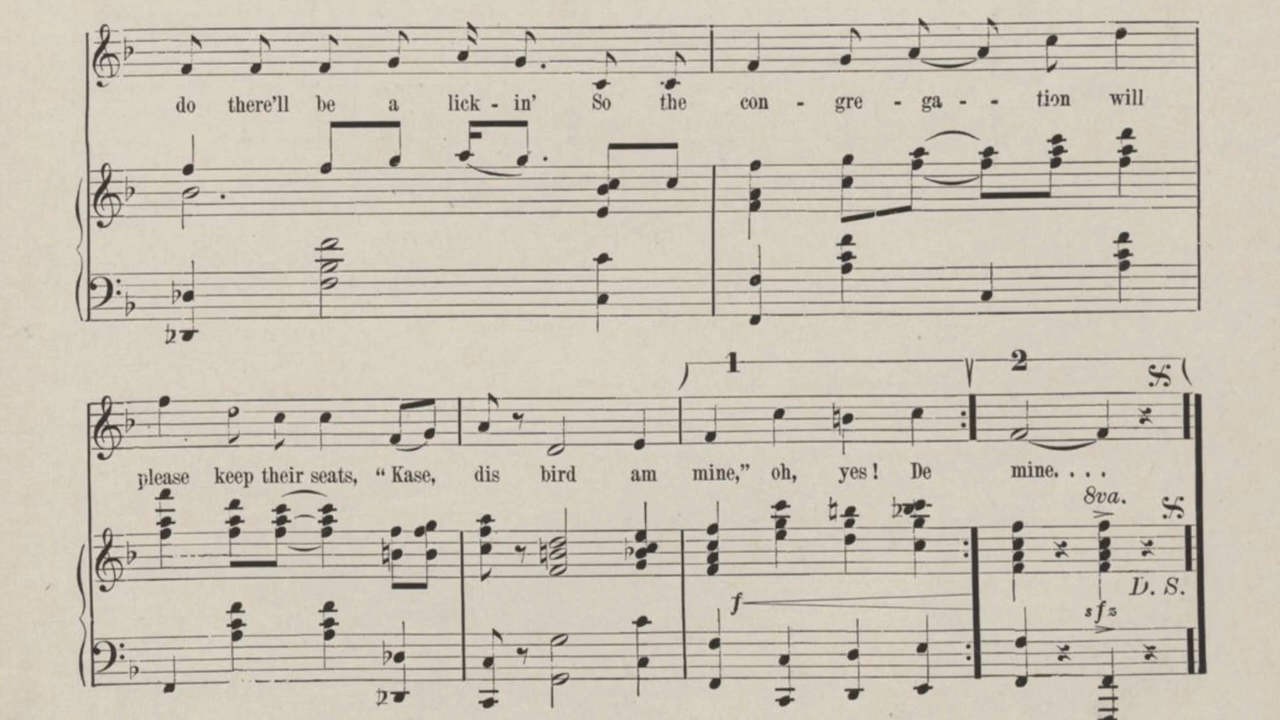 do there'll be a lick - in' So the con - gre - ga - - tion will
1 2
please keep their seats, "Kase, dis bird am mine," oh, yes! De mine. . . .
8va.
f
D. S.
sfz